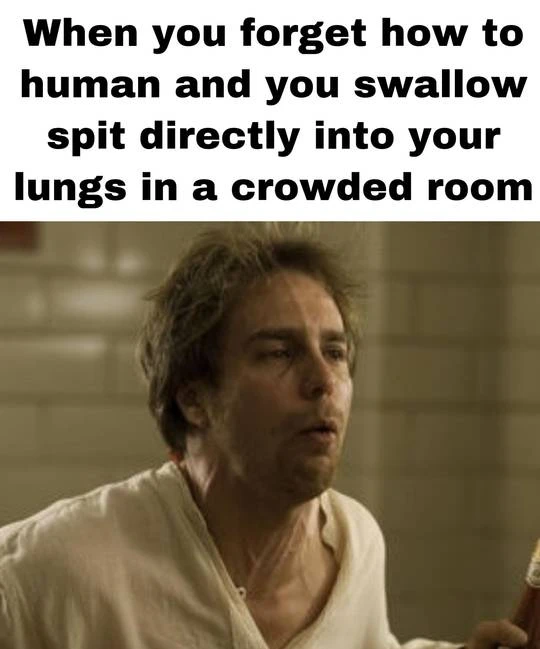 When you forget how to
human and you swallow
spit directly into your
lungs in a crowded room